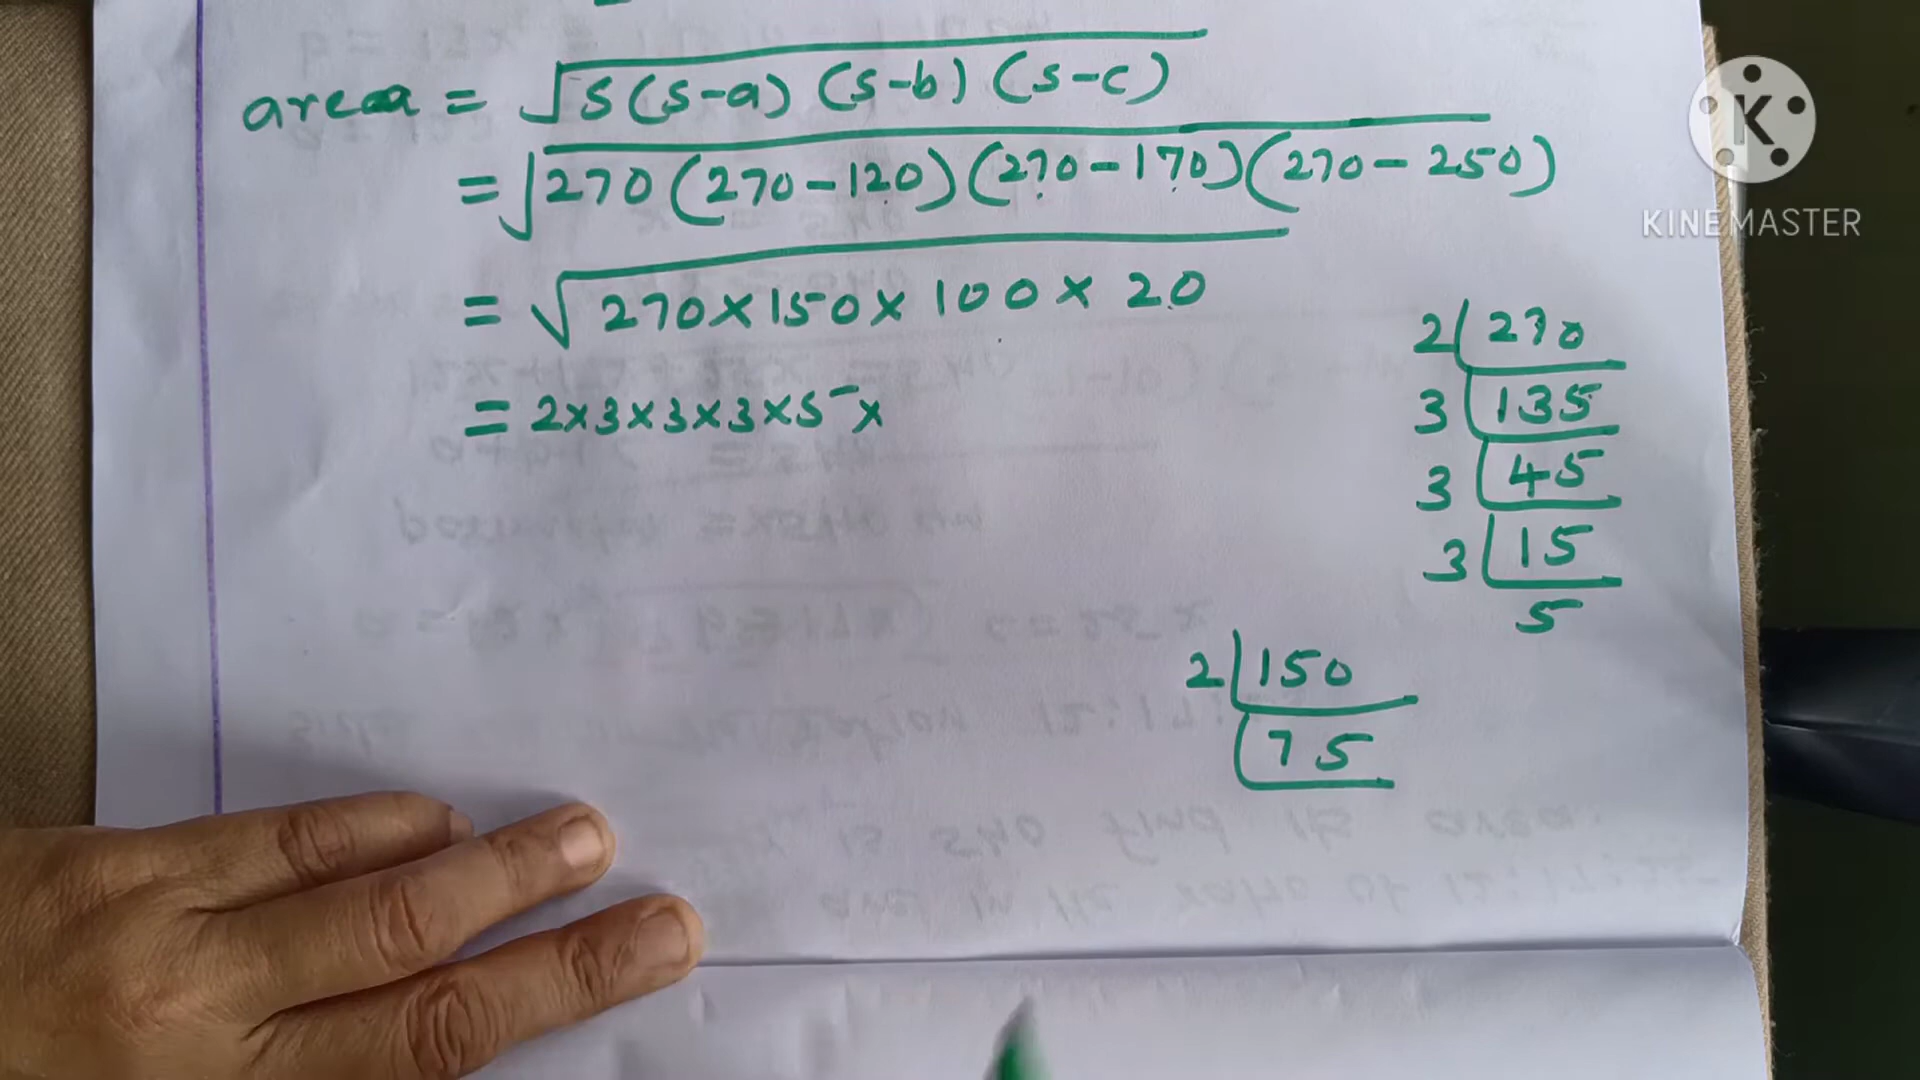 area = √s(s-a) (s-b) (s-c)
= √270 (270-120) (270-170) (270-250)
= √270×150×100×20
= 2×3×3×3×5×
2 270
3 135
3 45
3 15
5
2 150
75
K
KINEMASTER